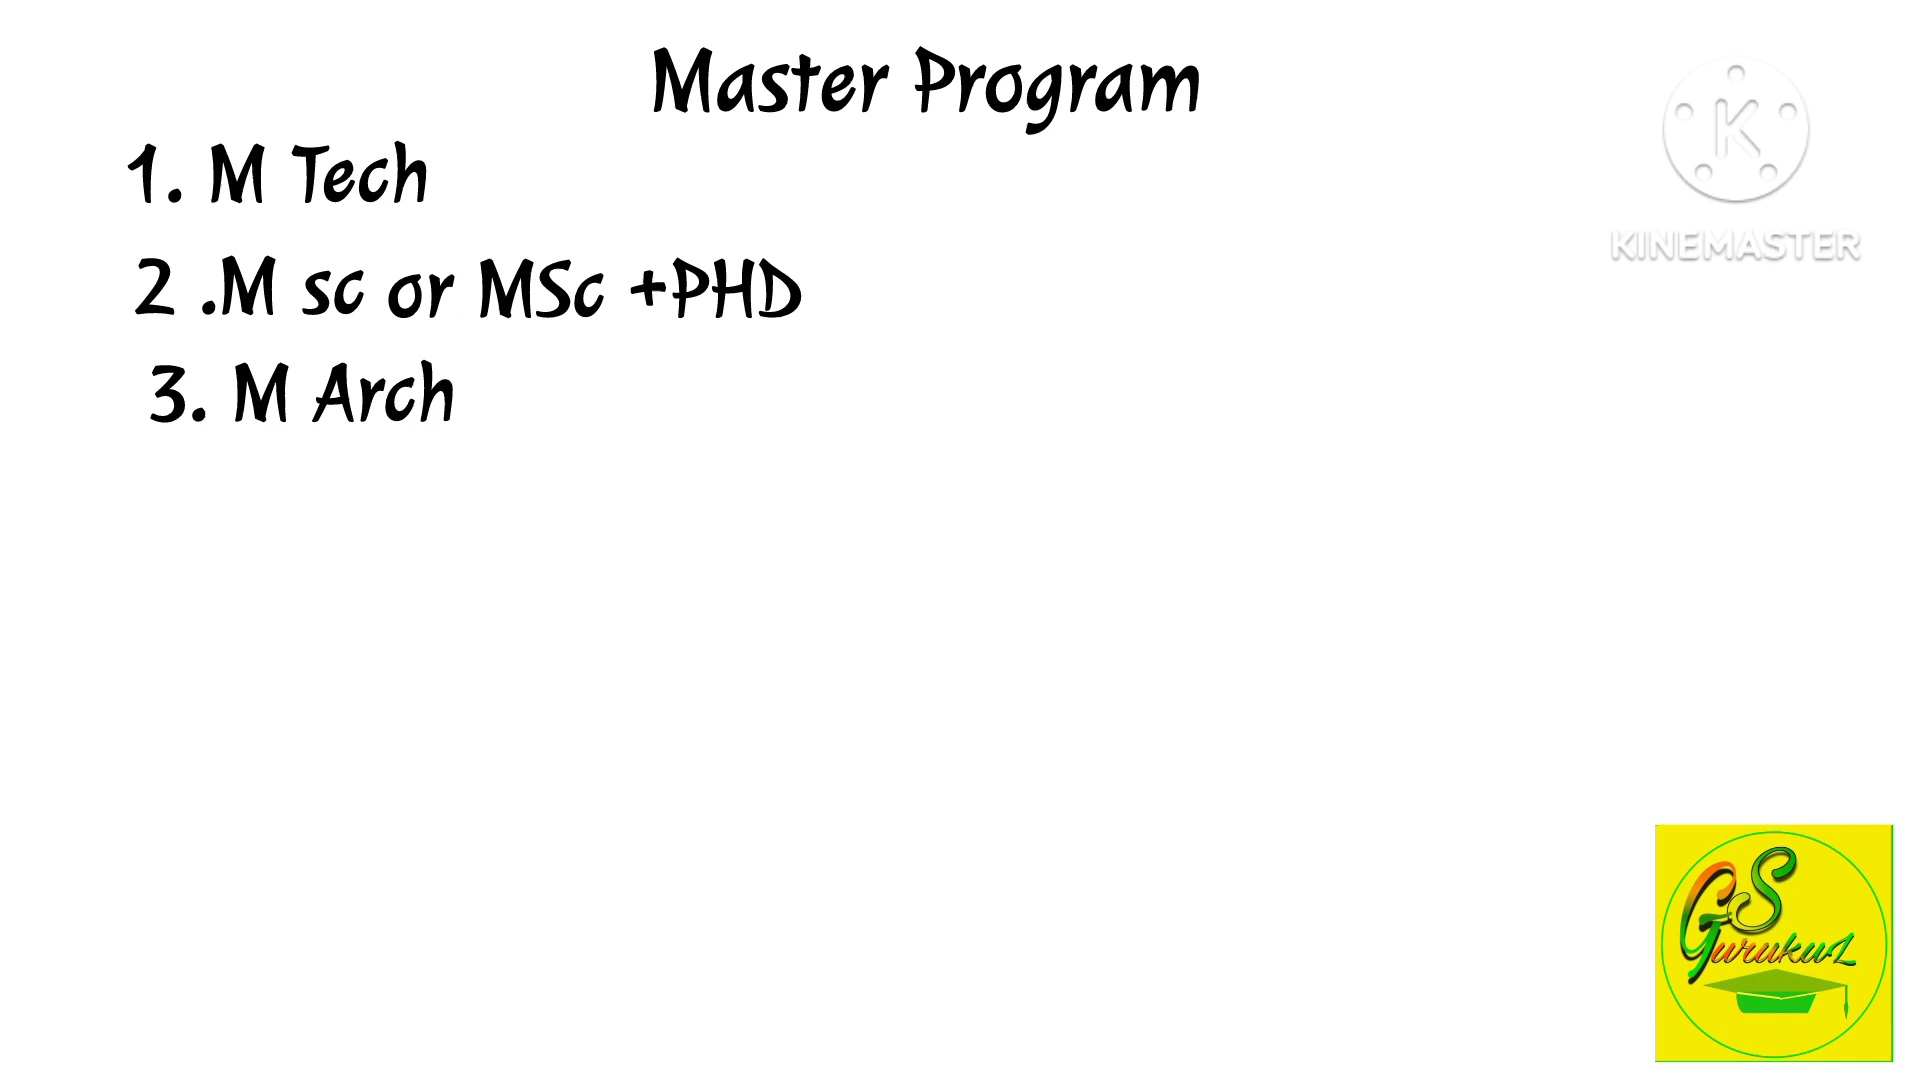 Master Program
1. M Tech
2 .M sc or MSc +PHD
3. M Arch
K
KINEMASTER
GS
GurukuL